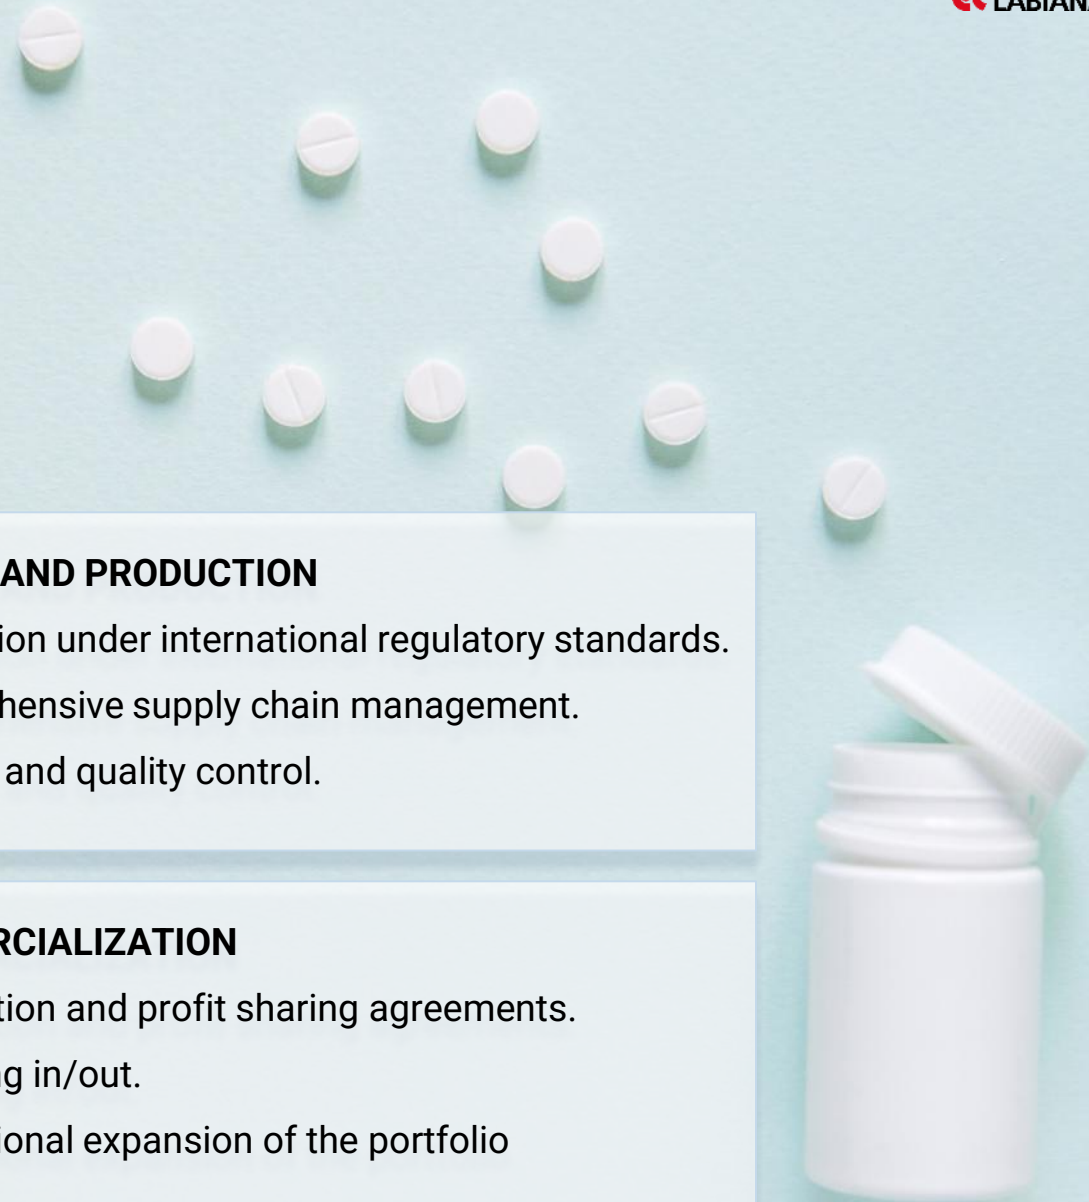 AND PRODUCTION
ion under international regulatory standards.
hensive supply chain management.
and quality control.
RCIALIZATION
tion and profit sharing agreements.
g in/out.
ional expansion of the portfolio